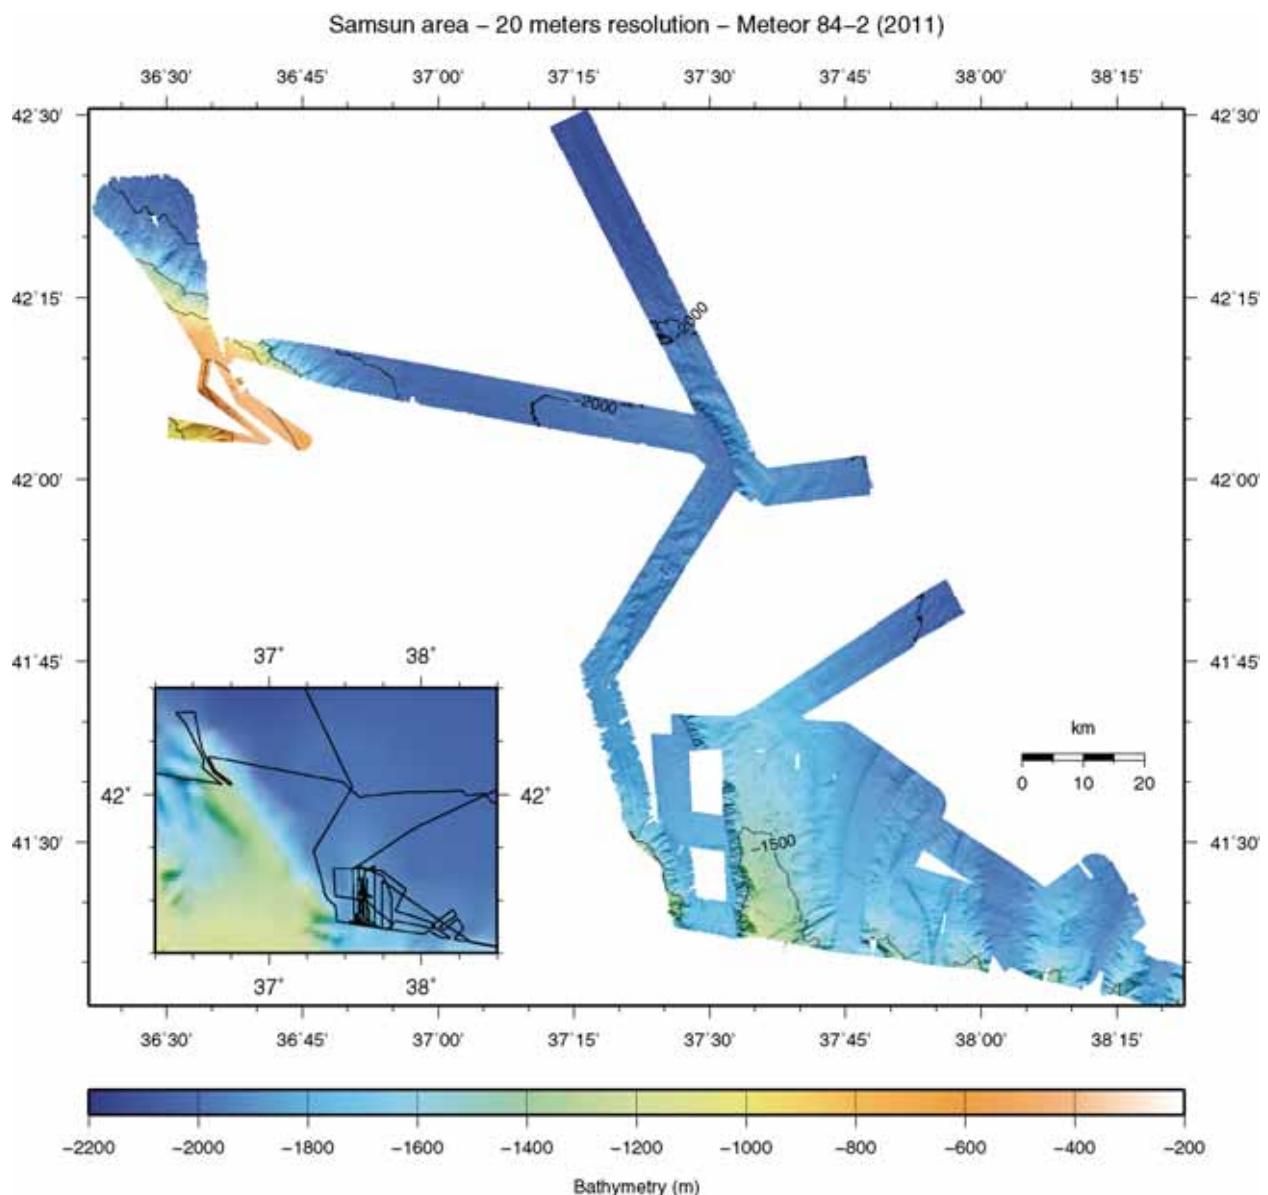 Samsun area – 20 meters resolution – Meteor 84–2 (2011)
36˚30' 36˚45' 37˚00' 37˚15' 37˚30' 37˚45' 38˚00' 38˚15'
42˚30' 42˚30'
42˚15' 42˚15'
−2000
−2000
42˚00' 42˚00'
41˚45' 41˚45'
37˚ 38˚
km
0 5 10 15 20
42˚ 42˚
41˚30' 41˚30'
−1500
37˚ 38˚
36˚30' 36˚45' 37˚00' 37˚15' 37˚30' 37˚45' 38˚00' 38˚15'
−2200 −2000 −1800 −1600 −1400 −1200 −1000 −800 −600 −400 −200
Bathymetry (m)